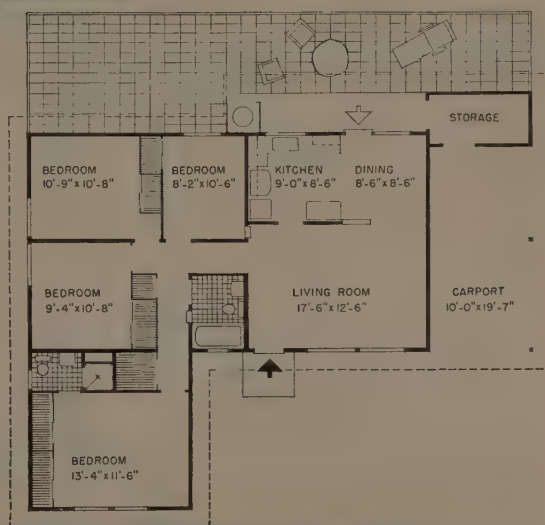 STORAGE
BEDROOM
10'-9"x10'-8"
BEDROOM
8'-2"x10'-6"
KITCHEN
9'-0"x8'-6"
DINING
8'-6"x8'-6"
BEDROOM
9'-4"x10'-8"
LIVING ROOM
17'-6"x12'-6"
CARPORT
10'-0"x19'-7"
BEDROOM
13'-4"x11'-6"